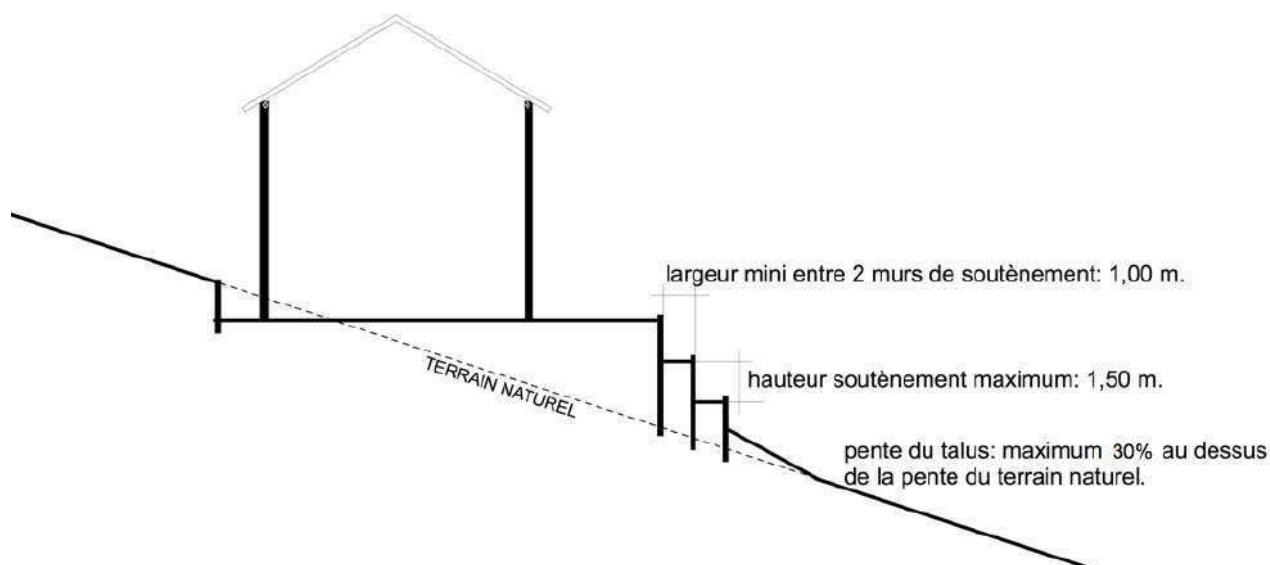 largeur mini entre 2 murs de soutènement: 1,00 m.
TERRAIN NATUREL
hauteur soutènement maximum: 1,50 m.
pente du talus: maximum 30% au dessus
de la pente du terrain naturel.